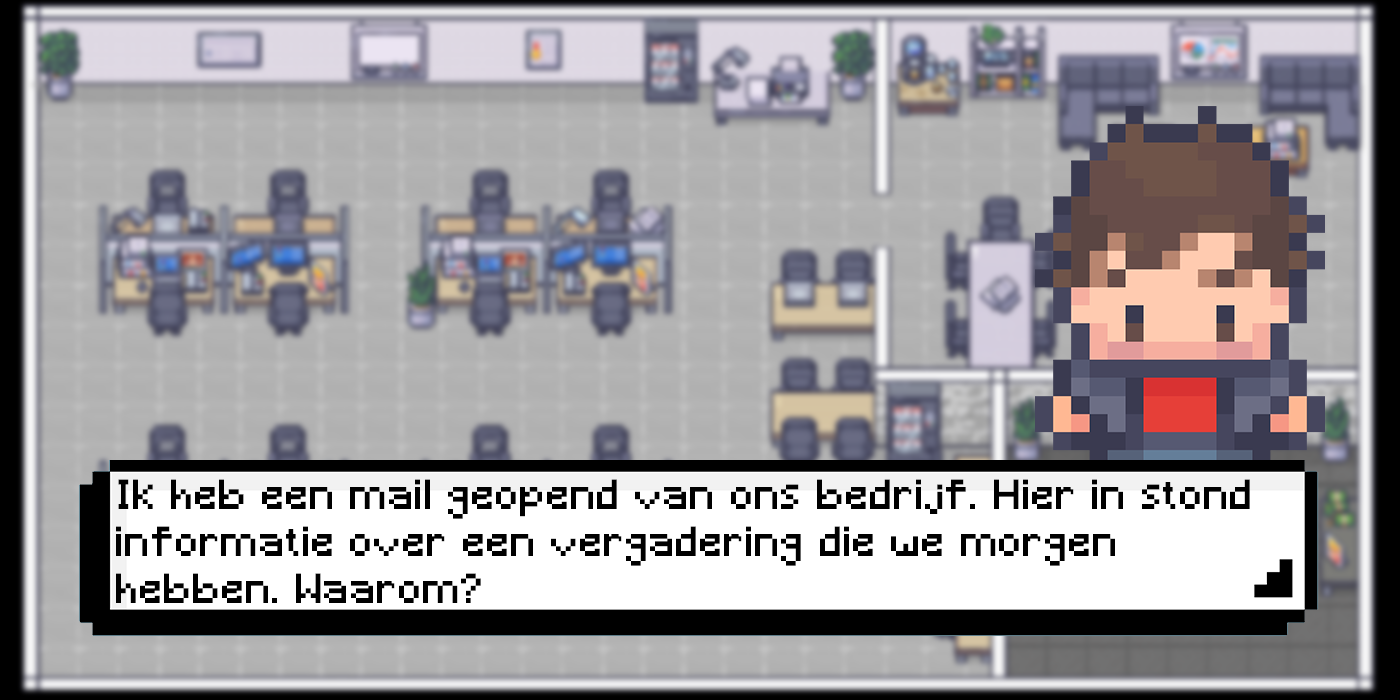 Ik heb een mail geopend van ons bedrijf. Hier in stond
informatie over een vergadering die we morgen
hebben. Waarom?